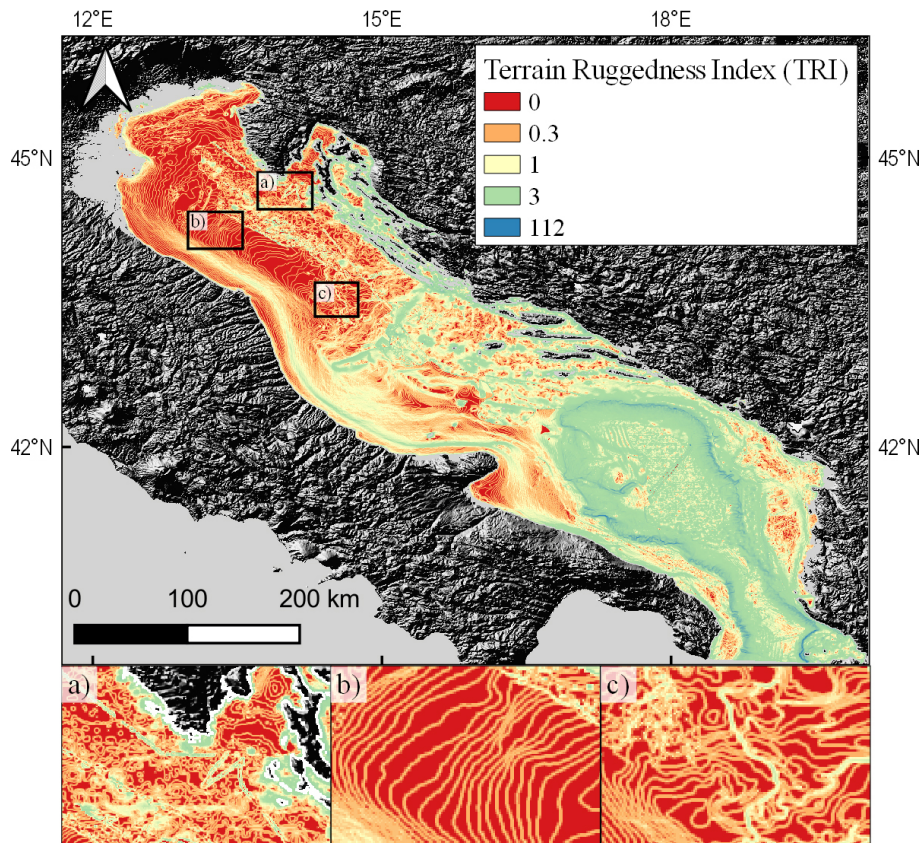 12°E 15°E 18°E
Terrain Ruggedness Index (TRI)
0
0.3
1
3
112
45°N 45°N
a)
b)
c)
42°N 42°N
0 100 200 km
a) b) c)